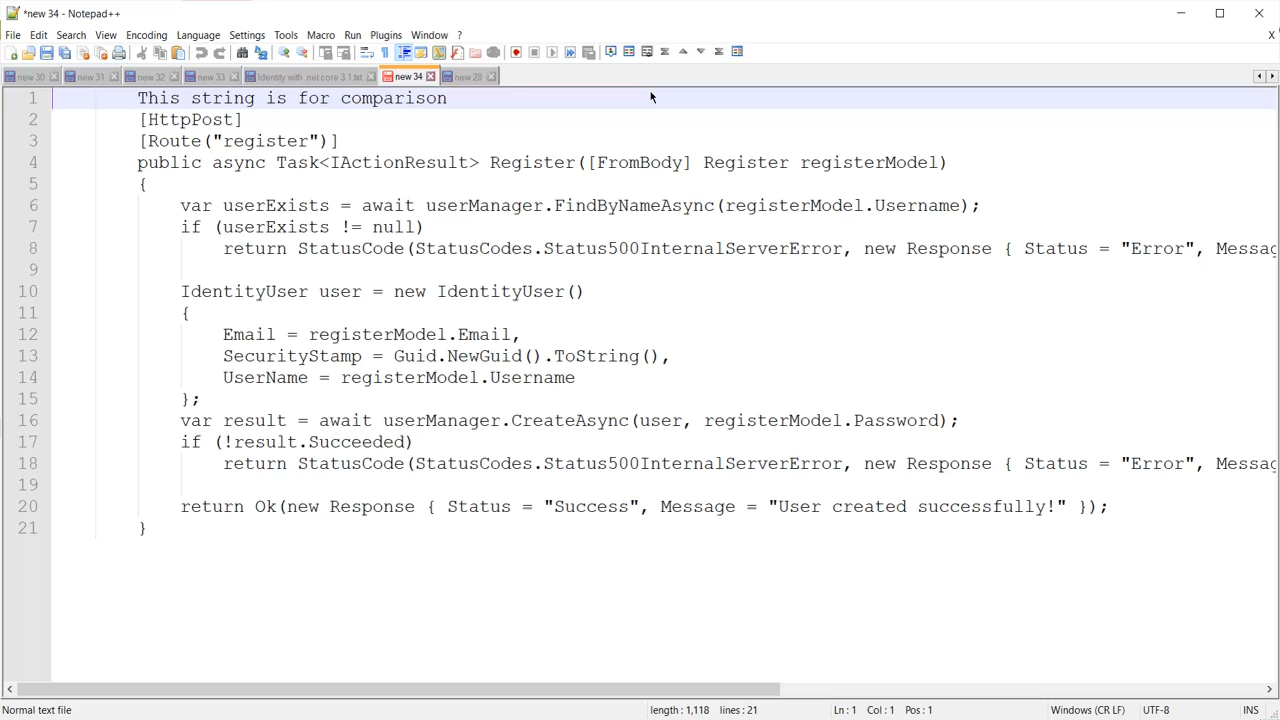 *new 34 - Notepad++
File Edit Search View Encoding Language Settings Tools Macro Run Plugins Window ? X
new 30 new 31 new 32 new 33 Identity with .net core 3.1.txt new 34 new 28
1 This string is for comparison
2 [HttpPost]
3 [Route("register")]
4 public async Task<IActionResult> Register([FromBody] Register registerModel)
5 {
6 var userExists = await userManager.FindByNameAsync(registerModel.Username);
7 if (userExists != null)
8 return StatusCode(StatusCodes.Status500InternalServerError, new Response { Status = "Error", Messag
9
10 IdentityUser user = new IdentityUser()
11 {
12 Email = registerModel.Email,
13 SecurityStamp = Guid.NewGuid().ToString(),
14 UserName = registerModel.Username
15 };
16 var result = await userManager.CreateAsync(user, registerModel.Password);
17 if (!result.Succeeded)
18 return StatusCode(StatusCodes.Status500InternalServerError, new Response { Status = "Error", Messag
19
20 return Ok(new Response { Status = "Success", Message = "User created successfully!" });
21 }
Normal text file length : 1,118 lines : 21 Ln : 1 Col : 1 Pos : 1 Windows (CR LF) UTF-8 INS